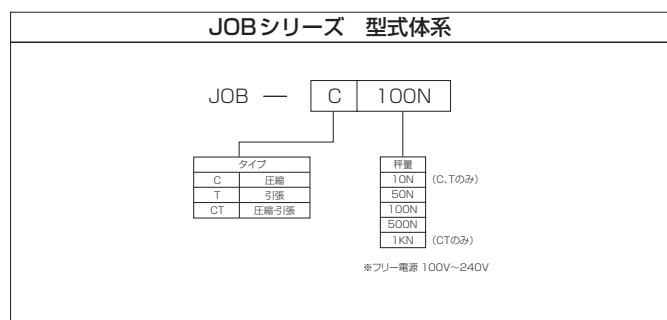 JOBシリーズ 型式体系
JOB — C 100N
タイプ
C 圧縮
T 引張
CT 圧縮・引張
秤量
10N (C、Tのみ)
50N
100N
500N
1KN (CTのみ)
※フリー電源 100V〜240V